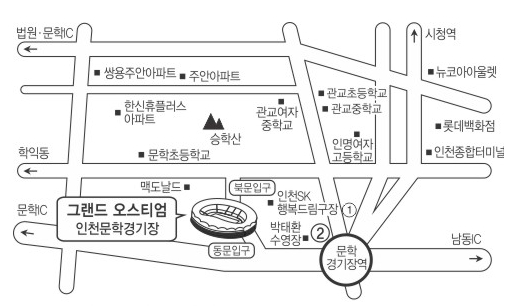 법원·문학IC
시청역
쌍용주안아파트
주안아파트
뉴코아아울렛
관교초등학교
관교중학교
한신휴플러스
아파트
관교여자
중학교
승학산
롯데백화점
인명여자
고등학교
학익동
문학초등학교
인천종합터미널
맥도날드
북문입구
인천SK
행복드림구장
①
문학IC
그랜드 오스티엄
인천문학경기장
박태환
수영장
②
동문입구
문학
경기장역
남동IC